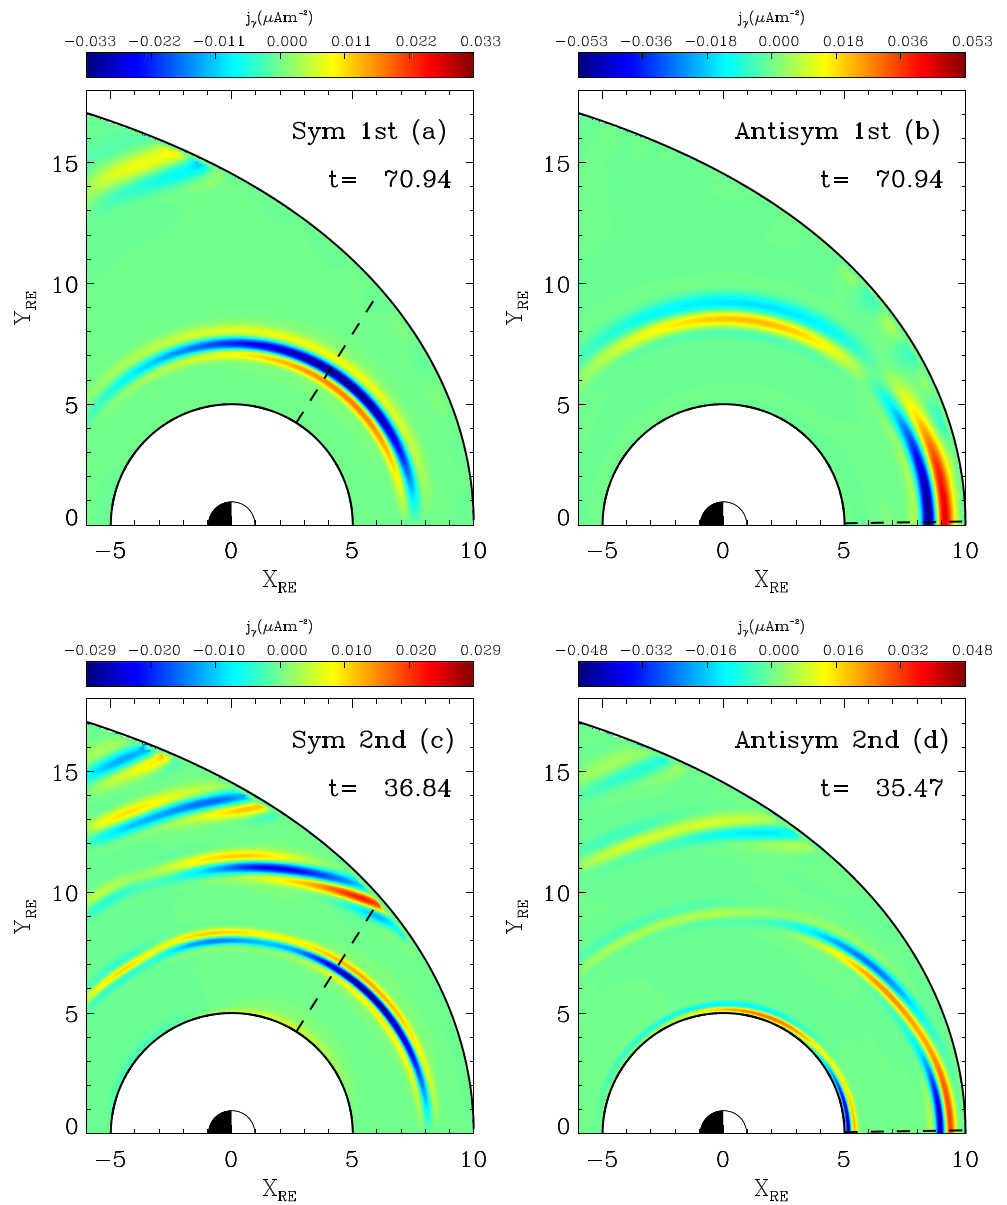 jγ(μAm⁻²)
−0.033 −0.022 −0.011 0.000 0.011 0.022 0.033
Sym 1st (a)
t= 70.94
15
10
5
0
Y_RE
−5 0 5 10
X_RE
jγ(μAm⁻²)
−0.053 −0.036 −0.018 0.000 0.018 0.036 0.053
Antisym 1st (b)
t= 70.94
15
10
5
0
Y_RE
−5 0 5 10
X_RE
jγ(μAm⁻²)
−0.029 −0.020 −0.010 0.000 0.010 0.020 0.029
Sym 2nd (c)
t= 36.84
15
10
5
0
Y_RE
−5 0 5 10
X_RE
jγ(μAm⁻²)
−0.048 −0.032 −0.016 0.000 0.016 0.032 0.048
Antisym 2nd (d)
t= 35.47
15
10
5
0
Y_RE
−5 0 5 10
X_RE